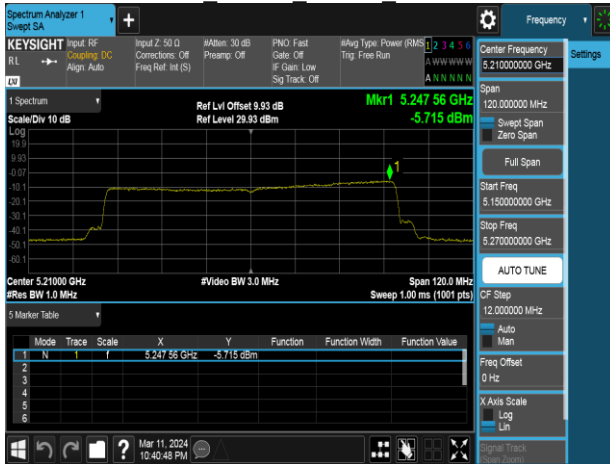 Spectrum Analyzer 1
Swept SA
Frequency
KEYSIGHT
RL
LXI
Input: RF
Coupling: DC
Align: Auto
Input Z: 50 Ω
Corrections: Off
Freq Ref: Int (S)
#Atten: 30 dB
Preamp: Off
PNO: Fast
Gate: Off
IF Gain: Low
Sig Track: Off
#Avg Type: Power (RMS)
Trig: Free Run
1 2 3 4 5 6
A W W W W W
A N N N N N
Center Frequency
5.210000000 GHz
Settings
Span
120.000000 MHz
Swept Span
Zero Span
Full Span
Start Freq
5.150000000 GHz
Stop Freq
5.270000000 GHz
AUTO TUNE
CF Step
12.000000 MHz
Auto
Man
Freq Offset
0 Hz
X Axis Scale
Log
Lin
Signal Track
(Span Zoom)
1 Spectrum
Scale/Div 10 dB
Ref Lvl Offset 9.93 dB
Ref Level 29.93 dBm
Mkr1 5.247 56 GHz
-5.715 dBm
Log
19.9
9.93
-0.07
-10.1
-20.1
-30.1
-40.1
-50.1
-60.1
1
Center 5.21000 GHz
#Res BW 1.0 MHz
#Video BW 3.0 MHz
Span 120.0 MHz
Sweep 1.00 ms (1001 pts)
5 Marker Table
Mode Trace Scale X Y Function Function Width Function Value
1 N 1 f 5.247 56 GHz -5.715 dBm
2
3
4
5
6
Mar 11, 2024
10:40:48 PM